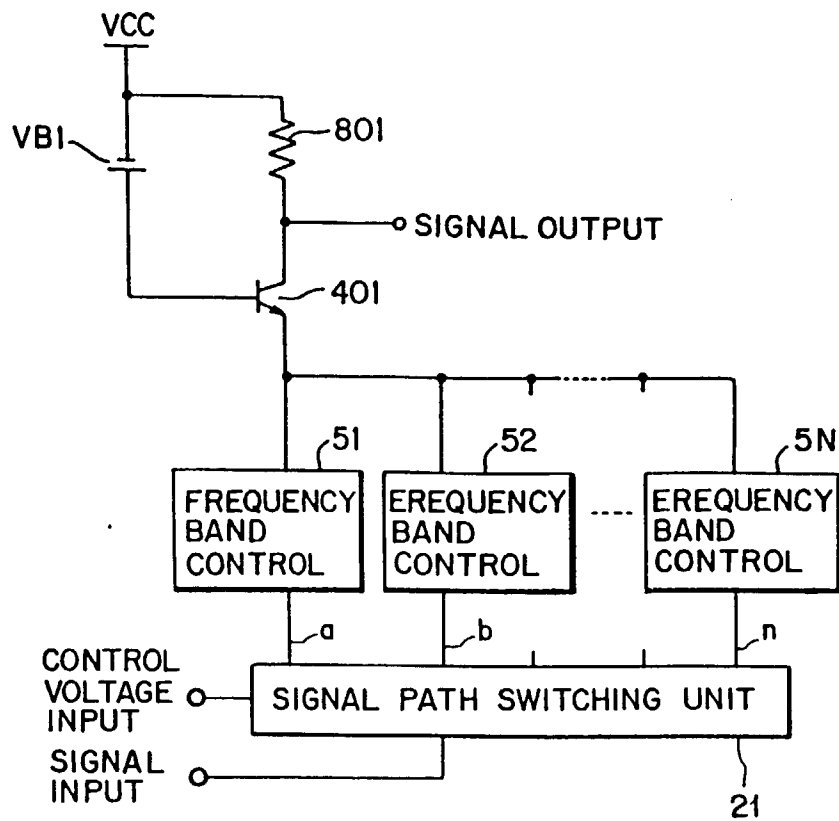 VCC
VB1
801
SIGNAL OUTPUT
401
51
52
5N
FREQUENCY
BAND
CONTROL
EREQUENCY
BAND
CONTROL
EREQUENCY
BAND
CONTROL
a
b
n
CONTROL
VOLTAGE
INPUT
SIGNAL PATH SWITCHING UNIT
SIGNAL
INPUT
21